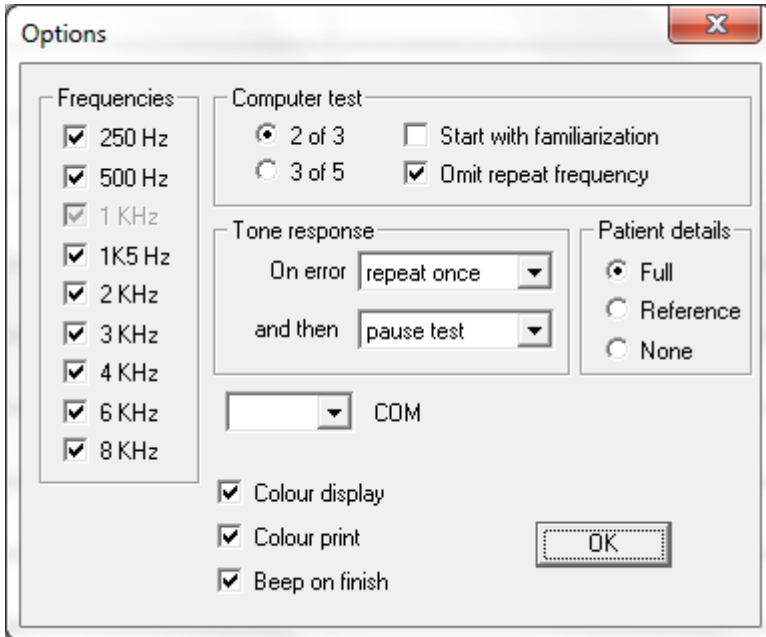 Options
Frequencies
250 Hz
500 Hz
1 KHz
1K5 Hz
2 KHz
3 KHz
4 KHz
6 KHz
8 KHz
Computer test
2 of 3
Start with familiarization
3 of 5
Omit repeat frequency
Tone response
On error repeat once
and then pause test
Patient details
Full
Reference
None
COM
Colour display
Colour print
Beep on finish
OK